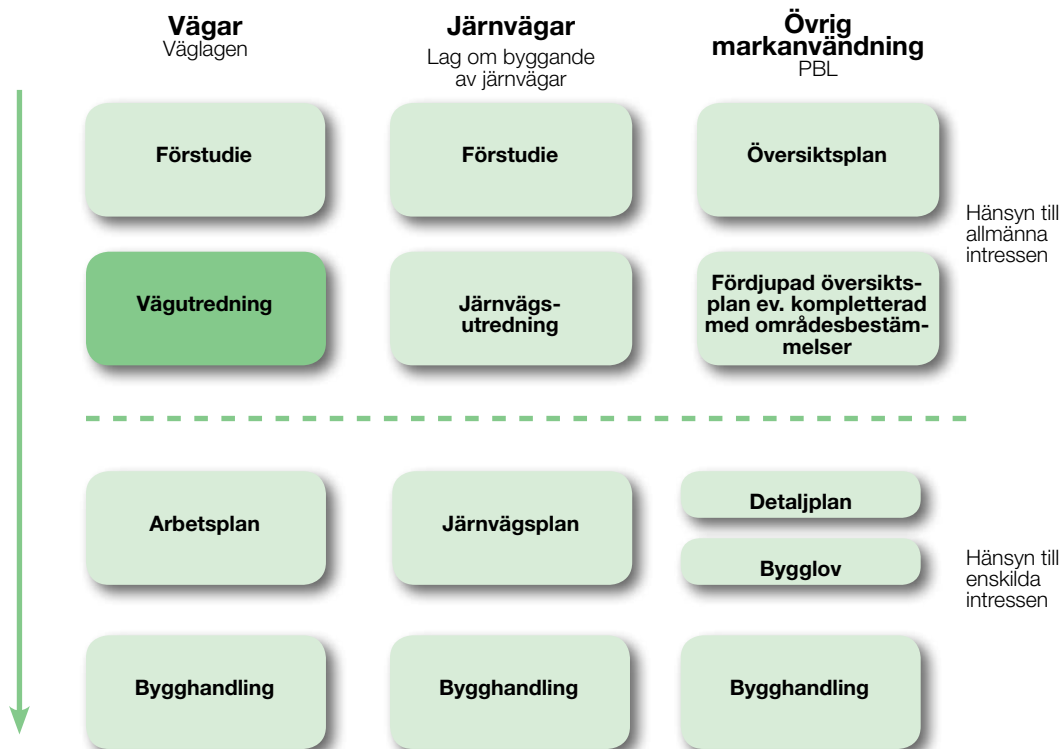 Vägar
Väglagen
Järnvägar
Lag om byggande
av järnvägar
Övrig
markanvändning
PBL
Förstudie
Förstudie
Översiktsplan
Hänsyn till
allmänna
intressen
Vägutredning
Järnvägs-
utredning
Fördjupad översikts-
plan ev. kompletterad
med områdesbestäm-
melser
Arbetsplan
Järnvägsplan
Detaljplan
Bygglov
Hänsyn till
enskilda
intressen
Bygghandling
Bygghandling
Bygghandling